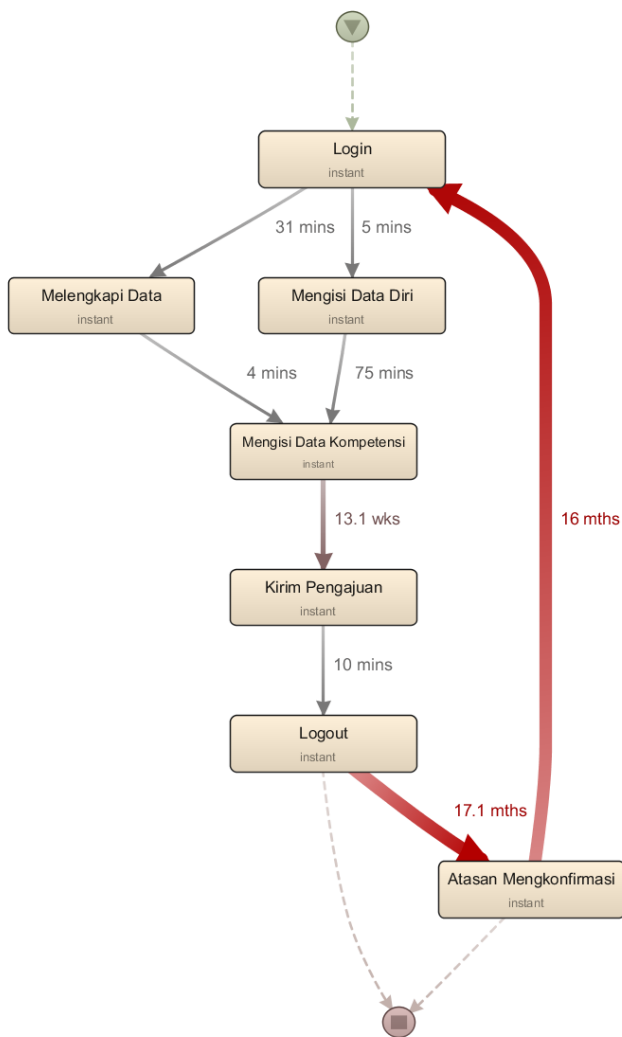 Login
instant
31 mins
5 mins
Melengkapi Data
instant
Mengisi Data Diri
instant
4 mins
75 mins
Mengisi Data Kompetensi
instant
13.1 wks
16 mths
Kirim Pengajuan
instant
10 mins
Logout
instant
17.1 mths
Atasan Mengkonfirmasi
instant